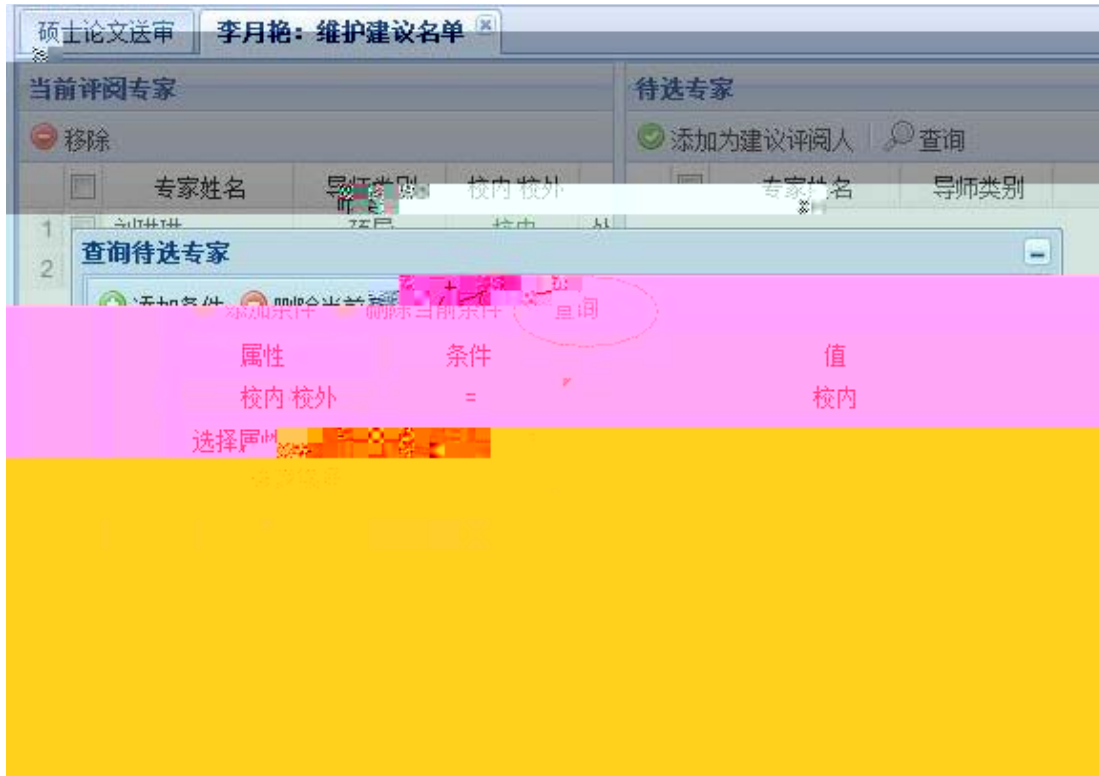 硕士论文送审 李月艳：维护建议名单
当前评阅专家 待选专家
移除 添加为建议评阅人 查询
专家姓名 导师类别 校内 校外 专家姓名 导师类别
1 校内
2
查询待选专家
添加条件 删除当前条件 查询
属性 条件 值
校内 校外 = 校内
选择属性